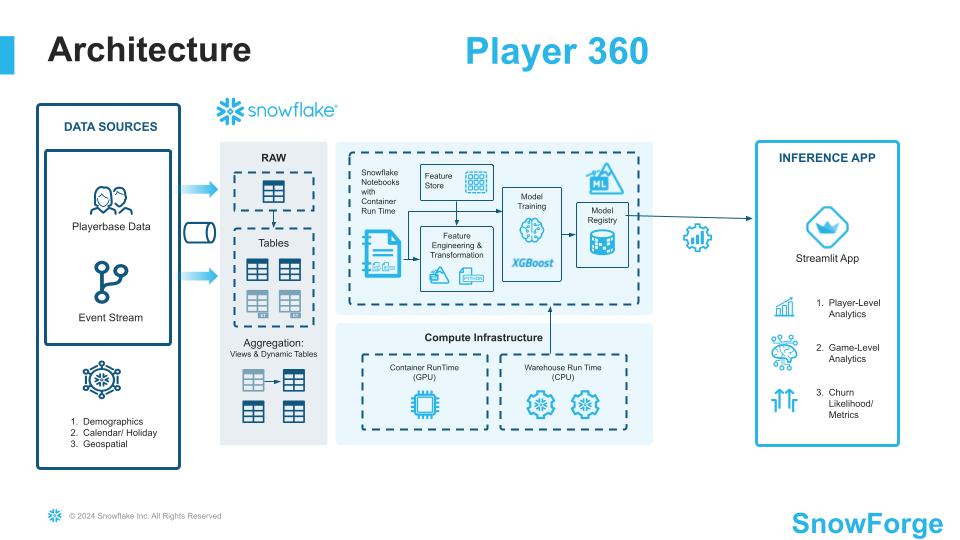 Architecture
Player 360
DATA SOURCES
Playerbase Data
Event Stream
1. Demographics
2. Calendar/ Holiday
3. Geospatial
snowflake®
RAW
Tables
Aggregation:
Views & Dynamic Tables
Snowflake
Notebooks
with
Container
Run Time
Feature
Store
Feature
Engineering &
Transformation
PYTHON
Model
Training
XGBoost
ML
Model
Registry
Compute Infrastructure
Container RunTime
(GPU)
Warehouse Run Time
(CPU)
INFERENCE APP
Streamlit App
1. Player-Level
Analytics
2. Game-Level
Analytics
3. Churn
Likelihood/
Metrics
© 2024 Snowflake Inc. All Rights Reserved
SnowForge